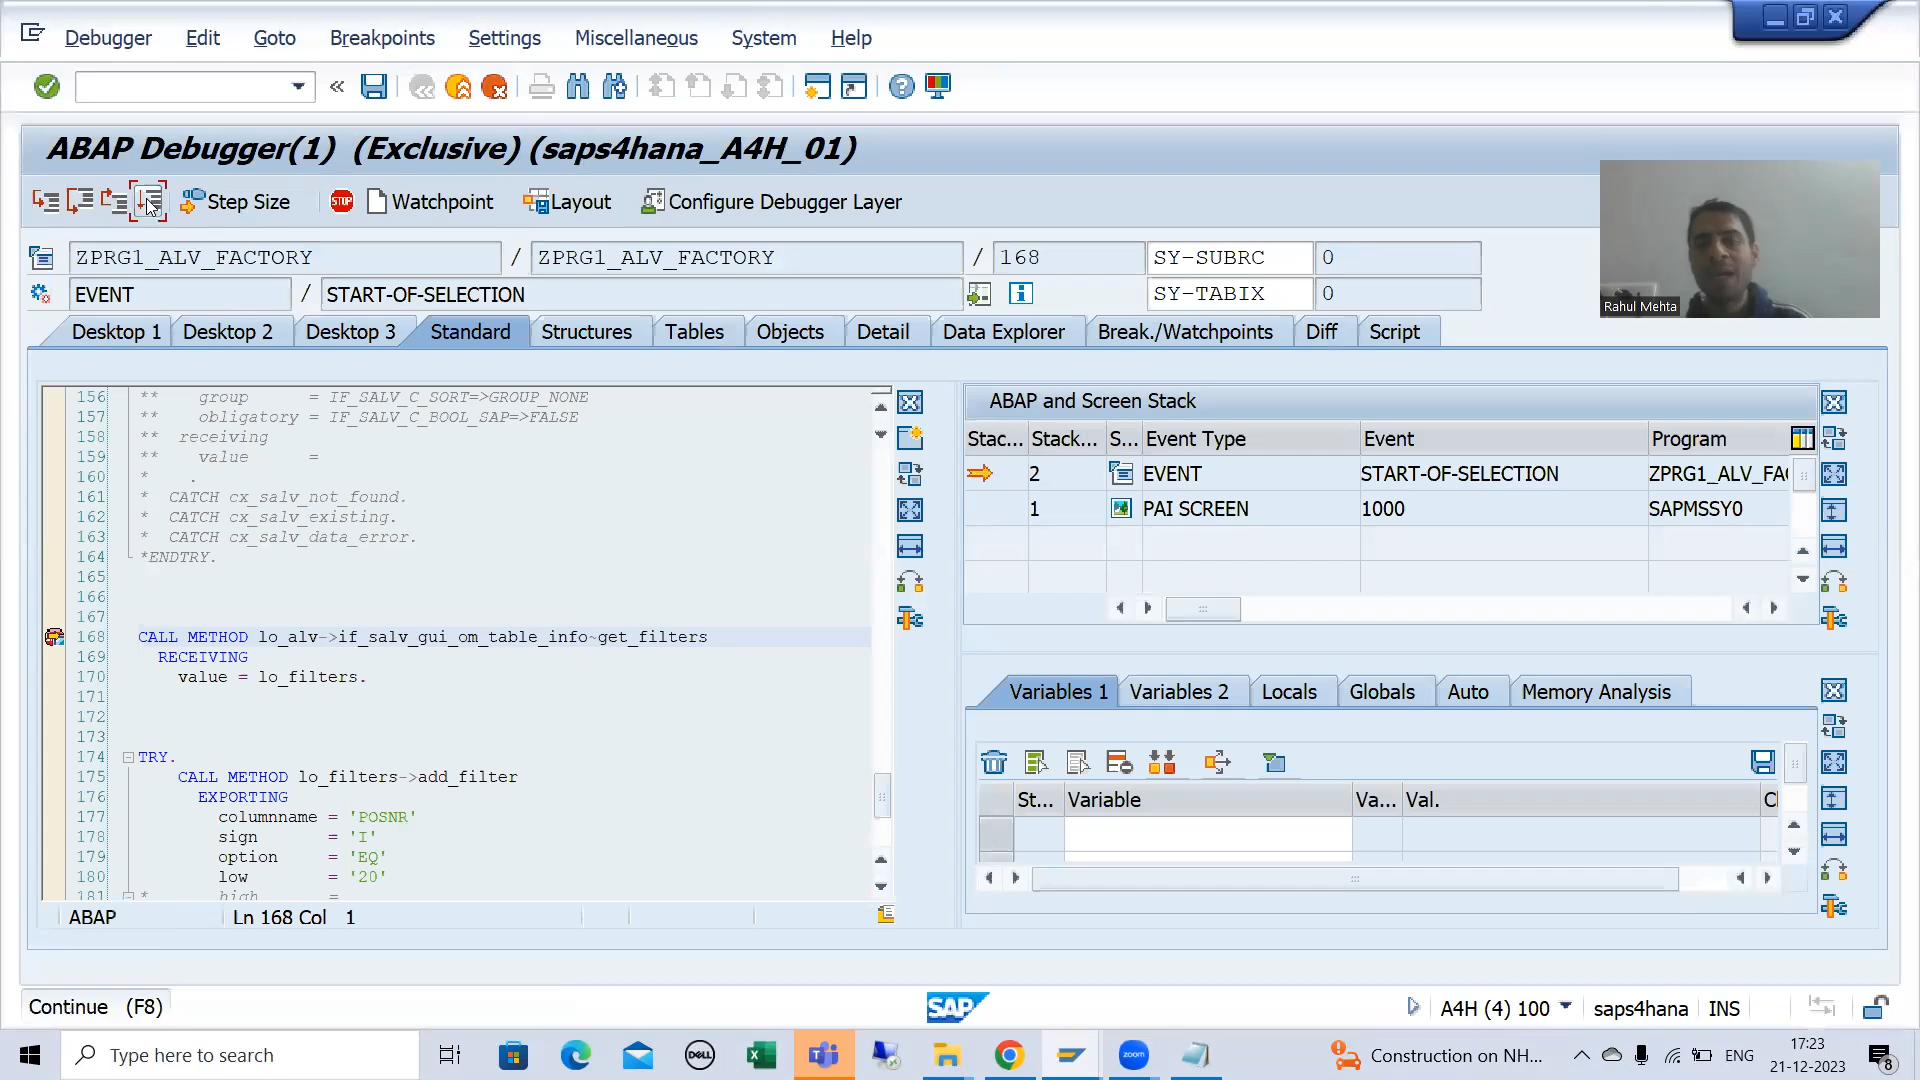 Debugger Edit Goto Breakpoints Settings Miscellaneous System Help
ABAP Debugger(1) (Exclusive) (saps4hana_A4H_01)
Step Size STOP Watchpoint Layout Configure Debugger Layer
ZPRG1_ALV_FACTORY / ZPRG1_ALV_FACTORY / 168 SY-SUBRC 0
EVENT / START-OF-SELECTION SY-TABIX 0
Rahul Mehta
Desktop 1 Desktop 2 Desktop 3 Standard Structures Tables Objects Detail Data Explorer Break./Watchpoints Diff Script
156 ** group = IF_SALV_C_SORT=>GROUP_NONE
157 ** obligatory = IF_SALV_C_BOOL_SAP=>FALSE
158 ** receiving
159 ** value =
160 * .
161 * CATCH cx_salv_not_found.
162 * CATCH cx_salv_existing.
163 * CATCH cx_salv_data_error.
164 *ENDTRY.
165
166
167
168 CALL METHOD lo_alv->if_salv_gui_om_table_info~get_filters
169 RECEIVING
170 value = lo_filters.
171
172
173
174 TRY.
175 CALL METHOD lo_filters->add_filter
176 EXPORTING
177 columnname = 'POSNR'
178 sign = 'I'
179 option = 'EQ'
180 low = '20'
181 * high =
ABAP Ln 168 Col 1
ABAP and Screen Stack
Stac... Stack... S... Event Type Event Program
2 EVENT START-OF-SELECTION ZPRG1_ALV_FA
1 PAI SCREEN 1000 SAPMSSY0
Variables 1 Variables 2 Locals Globals Auto Memory Analysis
St... Variable Va... Val. C
Continue (F8)
SAP
A4H (4) 100 saps4hana INS
Type here to search
DELL
zoom
Construction on NH...
ENG
17:23
21-12-2023
8